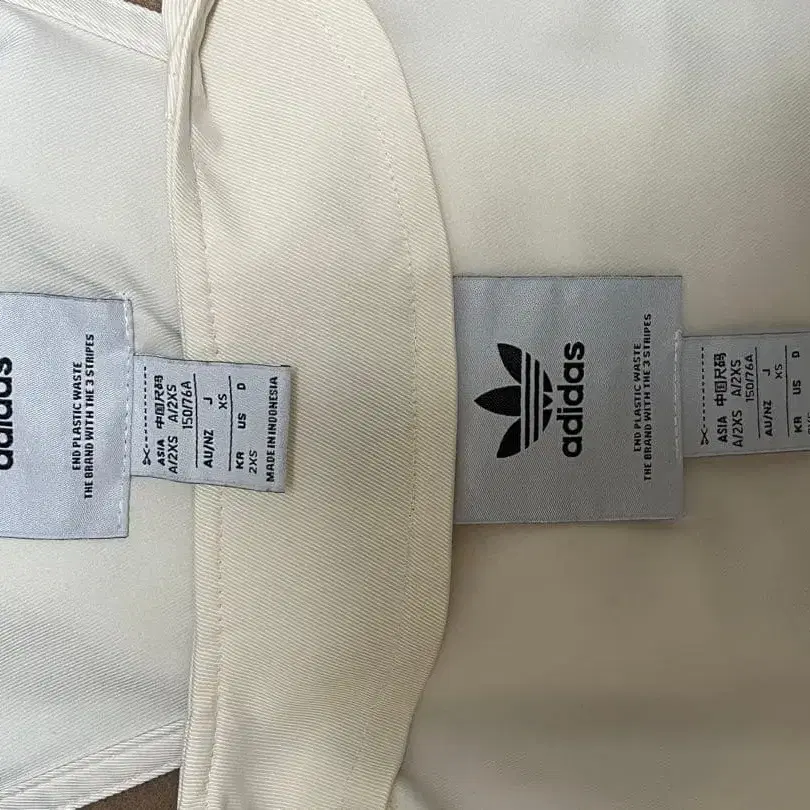 adidas
END PLASTIC WASTE
THE BRAND WITH THE 3 STRIPES
ASIA 中国尺码
A/2XS A/2XS
150/76A
AU/NZ J
XS
KR US D
2XS
MADE IN INDONESIA
adidas
END PLASTIC WASTE
THE BRAND WITH THE 3 STRIPES
ASIA 中国尺码
A/2XS A/2XS
150/76A
AU/NZ J
XS
KR US D